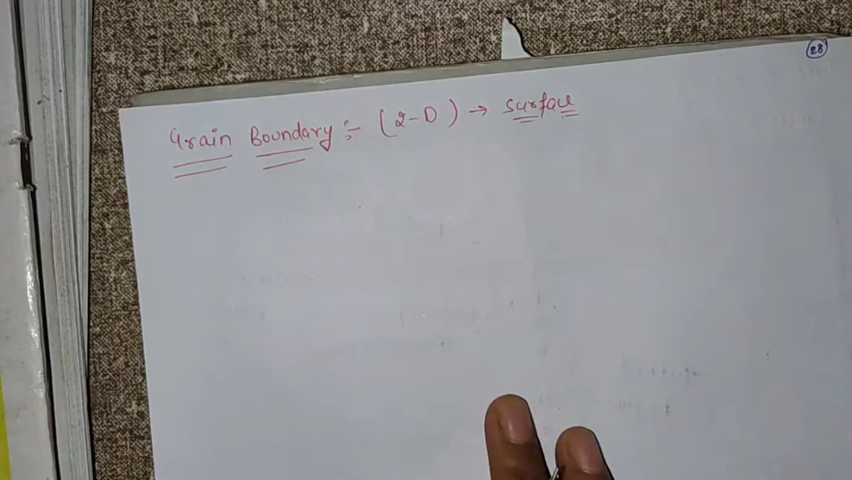 28
Grain Boundary :- (2-D) → Surface